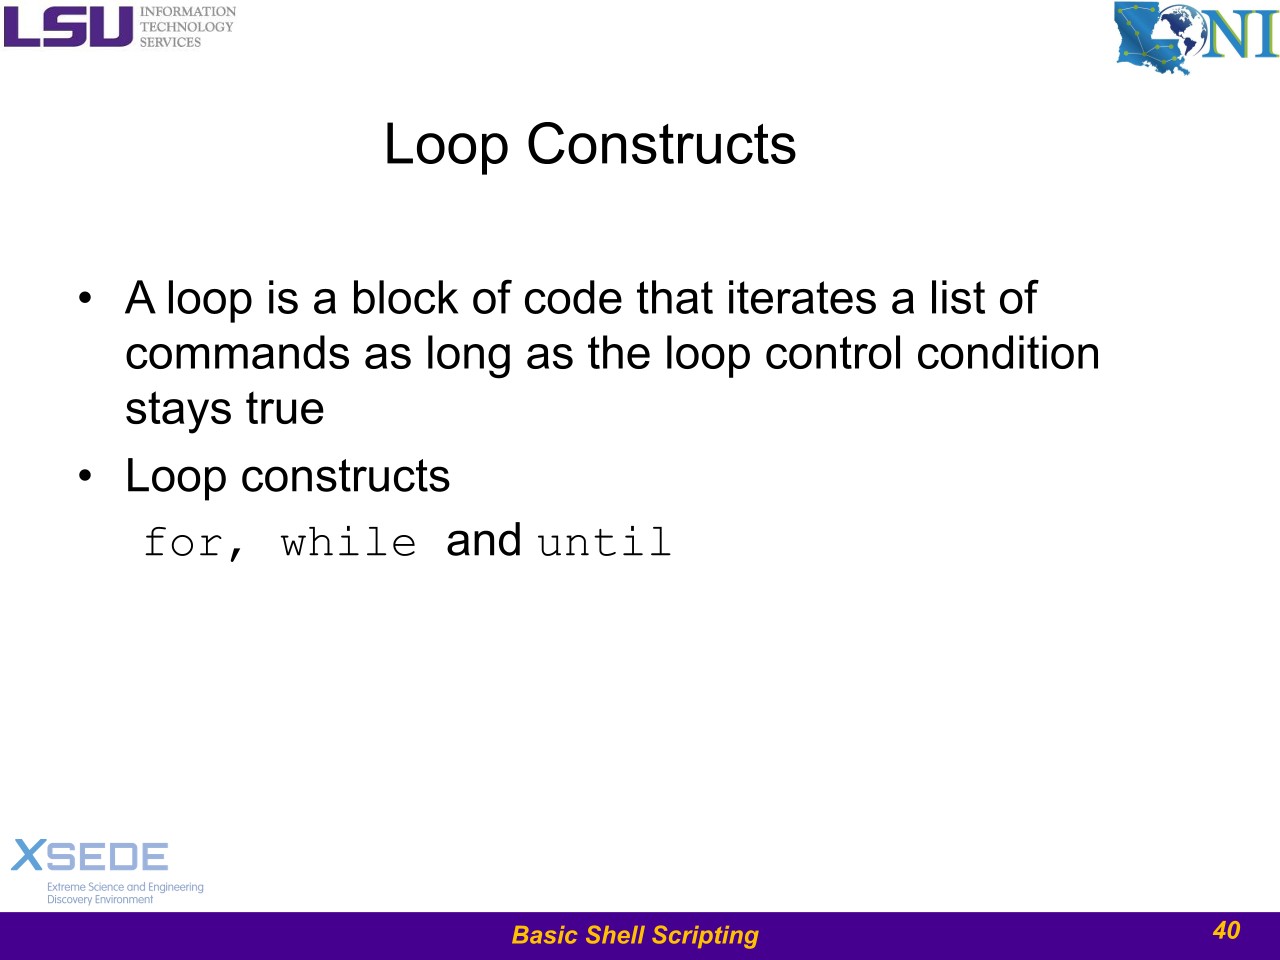 LSU INFORMATION
TECHNOLOGY
SERVICES
LONI
Loop Constructs
• A loop is a block of code that iterates a list of
commands as long as the loop control condition
stays true
• Loop constructs
for, while and until
XSEDE
Extreme Science and Engineering
Discovery Environment
Basic Shell Scripting
40